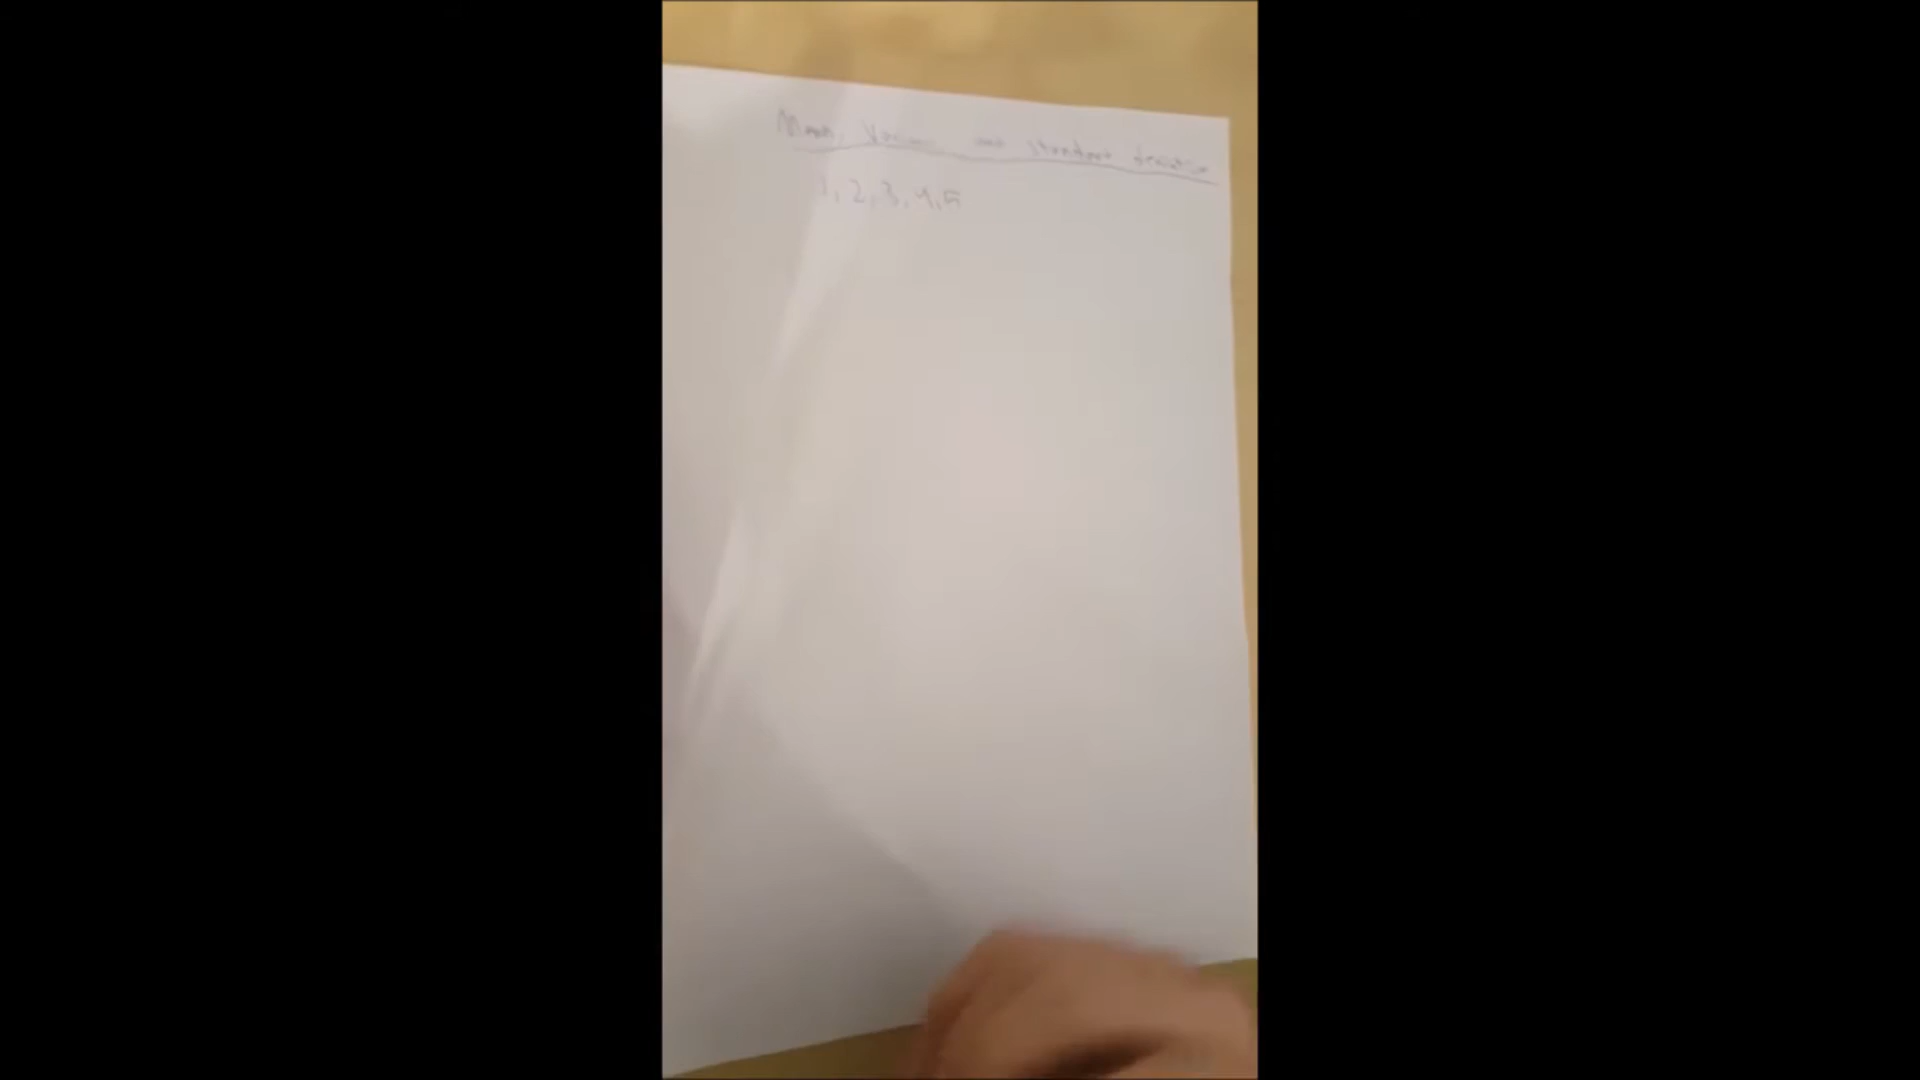 Mean, Variance and standard deviation
1, 2, 3, 4, 5